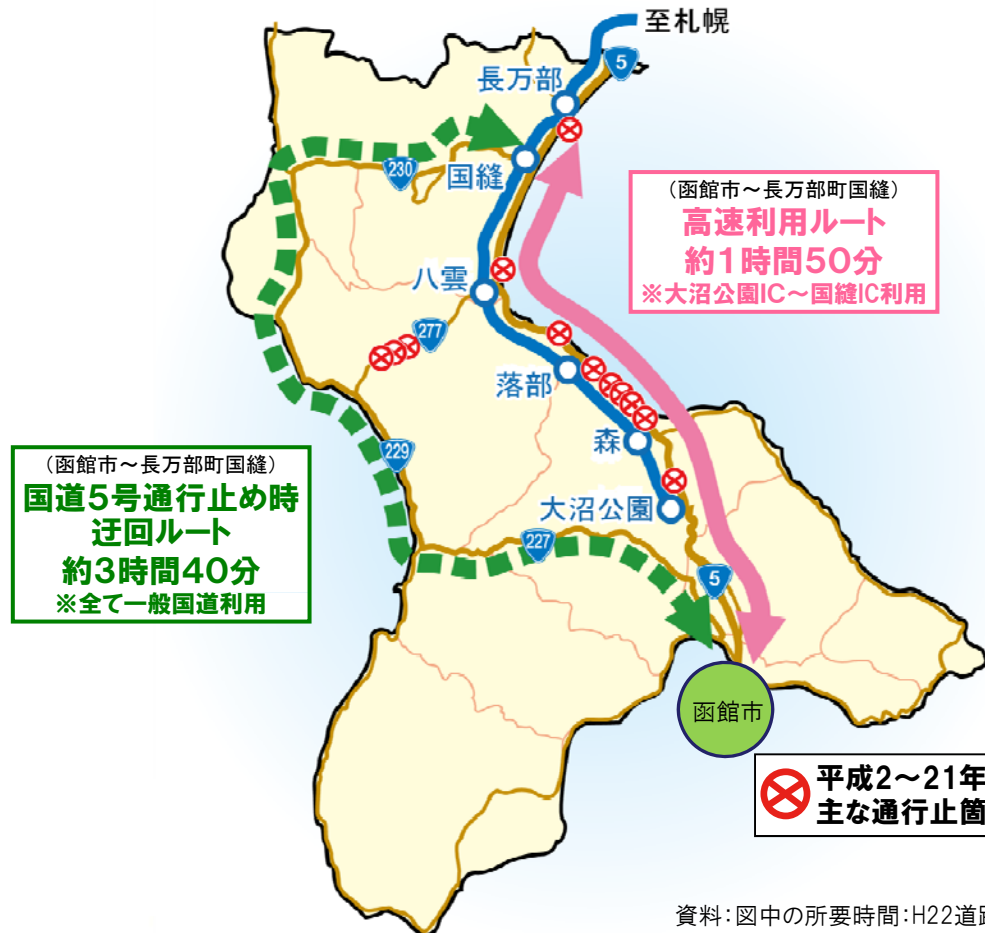 至札幌
5
長万部
230
国縫
(函館市～長万部町国縫)
高速利用ルート
約1時間50分
※大沼公園IC～国縫IC利用
八雲
277
落部
229
森
(函館市～長万部町国縫)
国道5号通行止め時
迂回ルート
約3時間40分
※全て一般国道利用
大沼公園
227
5
函館市
平成2～21年
主な通行止箇
資料:図中の所要時間:H22道路